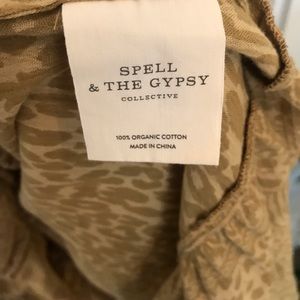 SPELL
& THE GYPSY
COLLECTIVE
100% ORGANIC COTTON
MADE IN CHINA